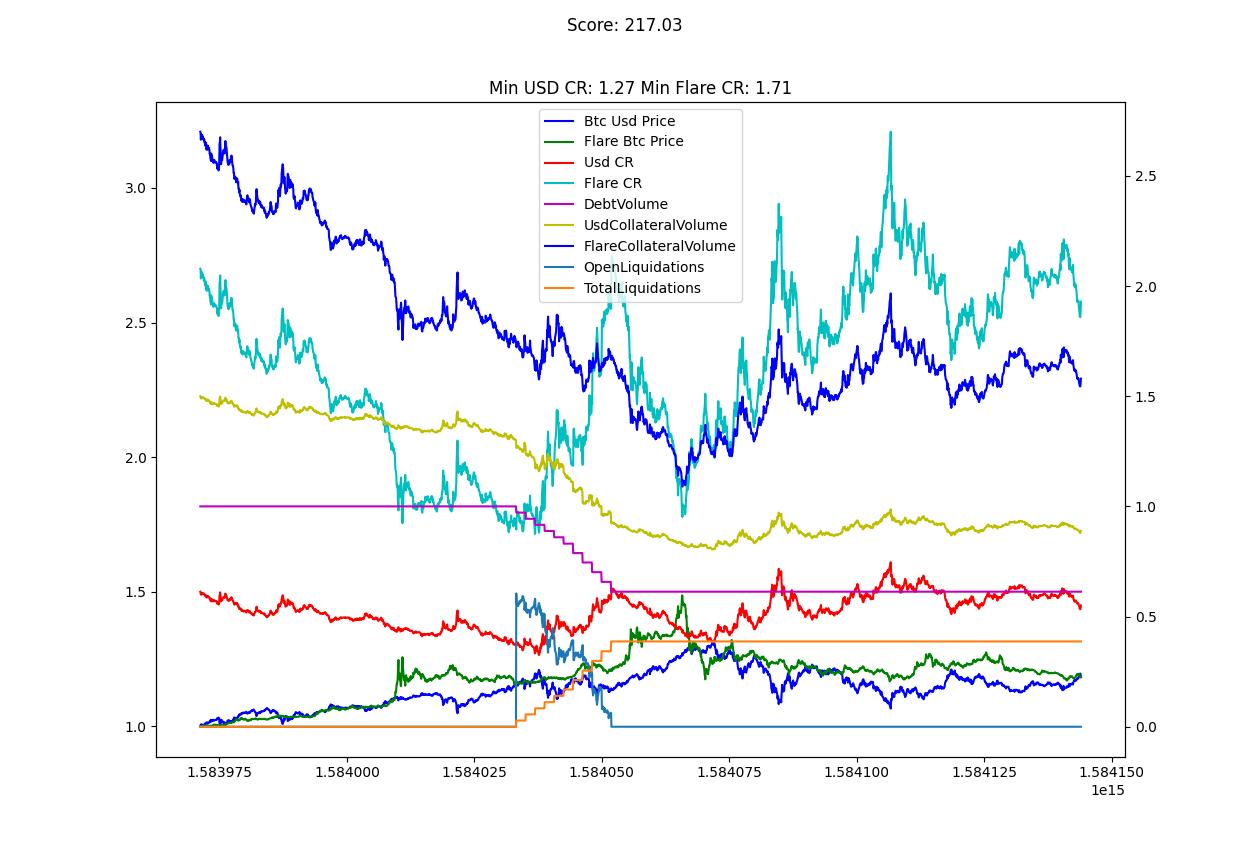 Score: 217.03
Min USD CR: 1.27 Min Flare CR: 1.71
Btc Usd Price
Flare Btc Price
Usd CR
Flare CR
DebtVolume
UsdCollateralVolume
FlareCollateralVolume
OpenLiquidations
TotalLiquidations
3.0
2.5
2.0
1.5
1.0
2.5
2.0
1.5
1.0
0.5
0.0
1.583975 1.584000 1.584025 1.584050 1.584075 1.584100 1.584125 1.584150
1e15